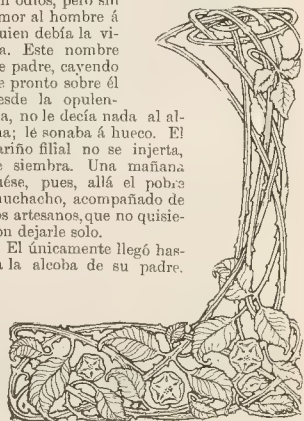 n odios, pero sin
mor al hombre á
uien debía la vi-
a. Este nombre
e padre, cayendo
e pronto sobre él
esde la opulen-
a, no le decía nada al al-
na; le sonaba á hueco. El
ariño filial no se injerta,
e siembra. Una mañana
uése, pues, allá el pobre
nuchacho, acompañado de
os artesanos, que no quisie-
on dejarle solo.
El únicamente llegó has-
a la alcoba de su padre.